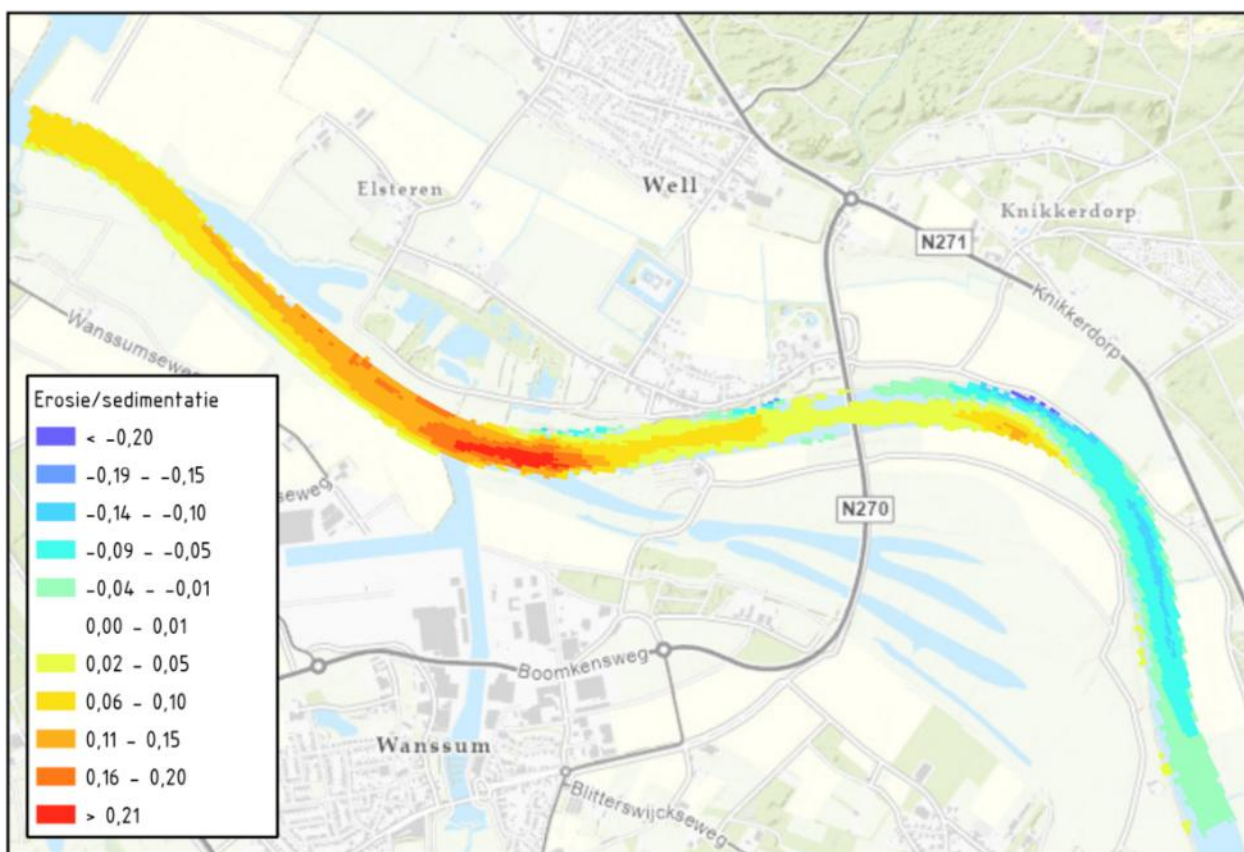 Well
Elsteren
Knikkerdorp
N271
Knikkerdorp
Wanssumseweg
Erosie/sedimentatie
< -0,20
-0,19 - -0,15
-0,14 - -0,10
-0,09 - -0,05
-0,04 - -0,01
0,00 - 0,01
0,02 - 0,05
0,06 - 0,10
0,11 - 0,15
0,16 - 0,20
> 0,21
seweg
N270
Boomkensweg
Wanssum
Blitterswijckseweg